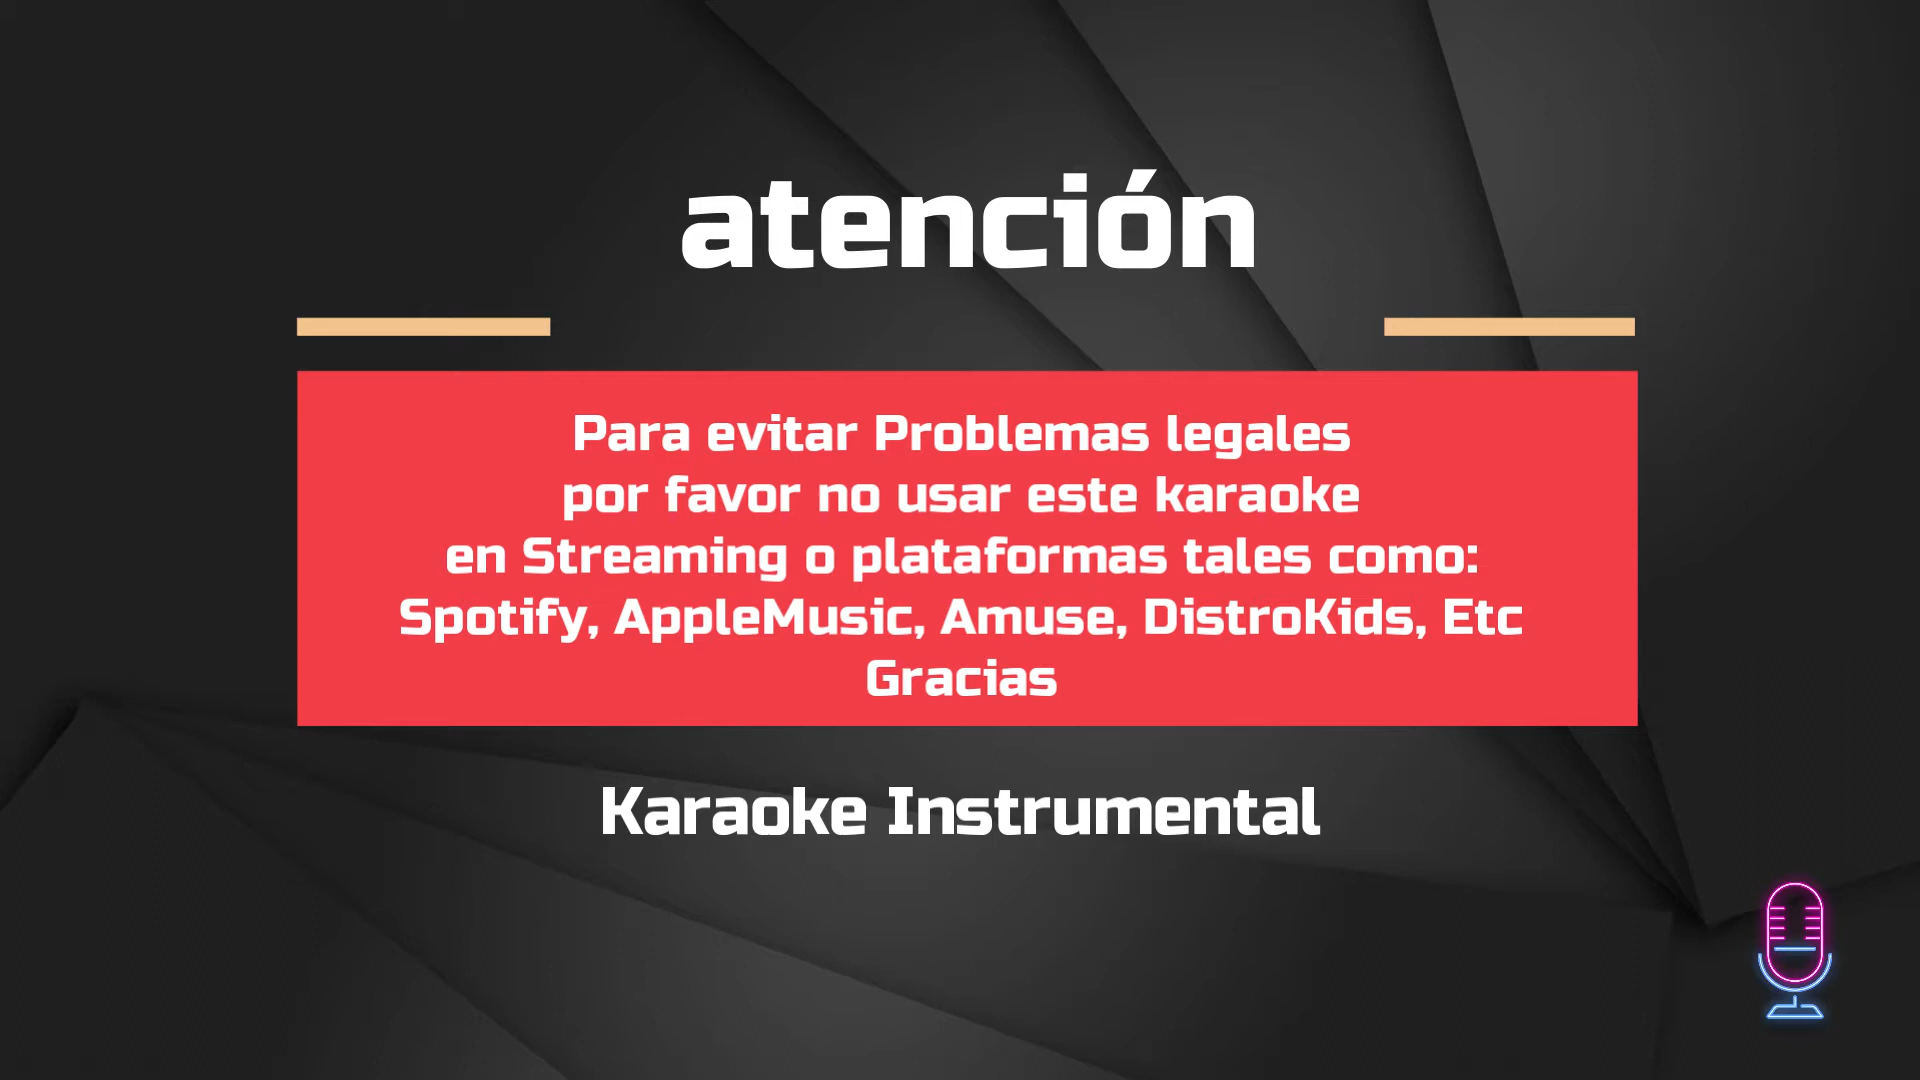 atención
Para evitar Problemas legales
por favor no usar este karaoke
en Streaming o plataformas tales como:
Spotify, AppleMusic, Amuse, DistroKids, Etc
Gracias
Karaoke Instrumental